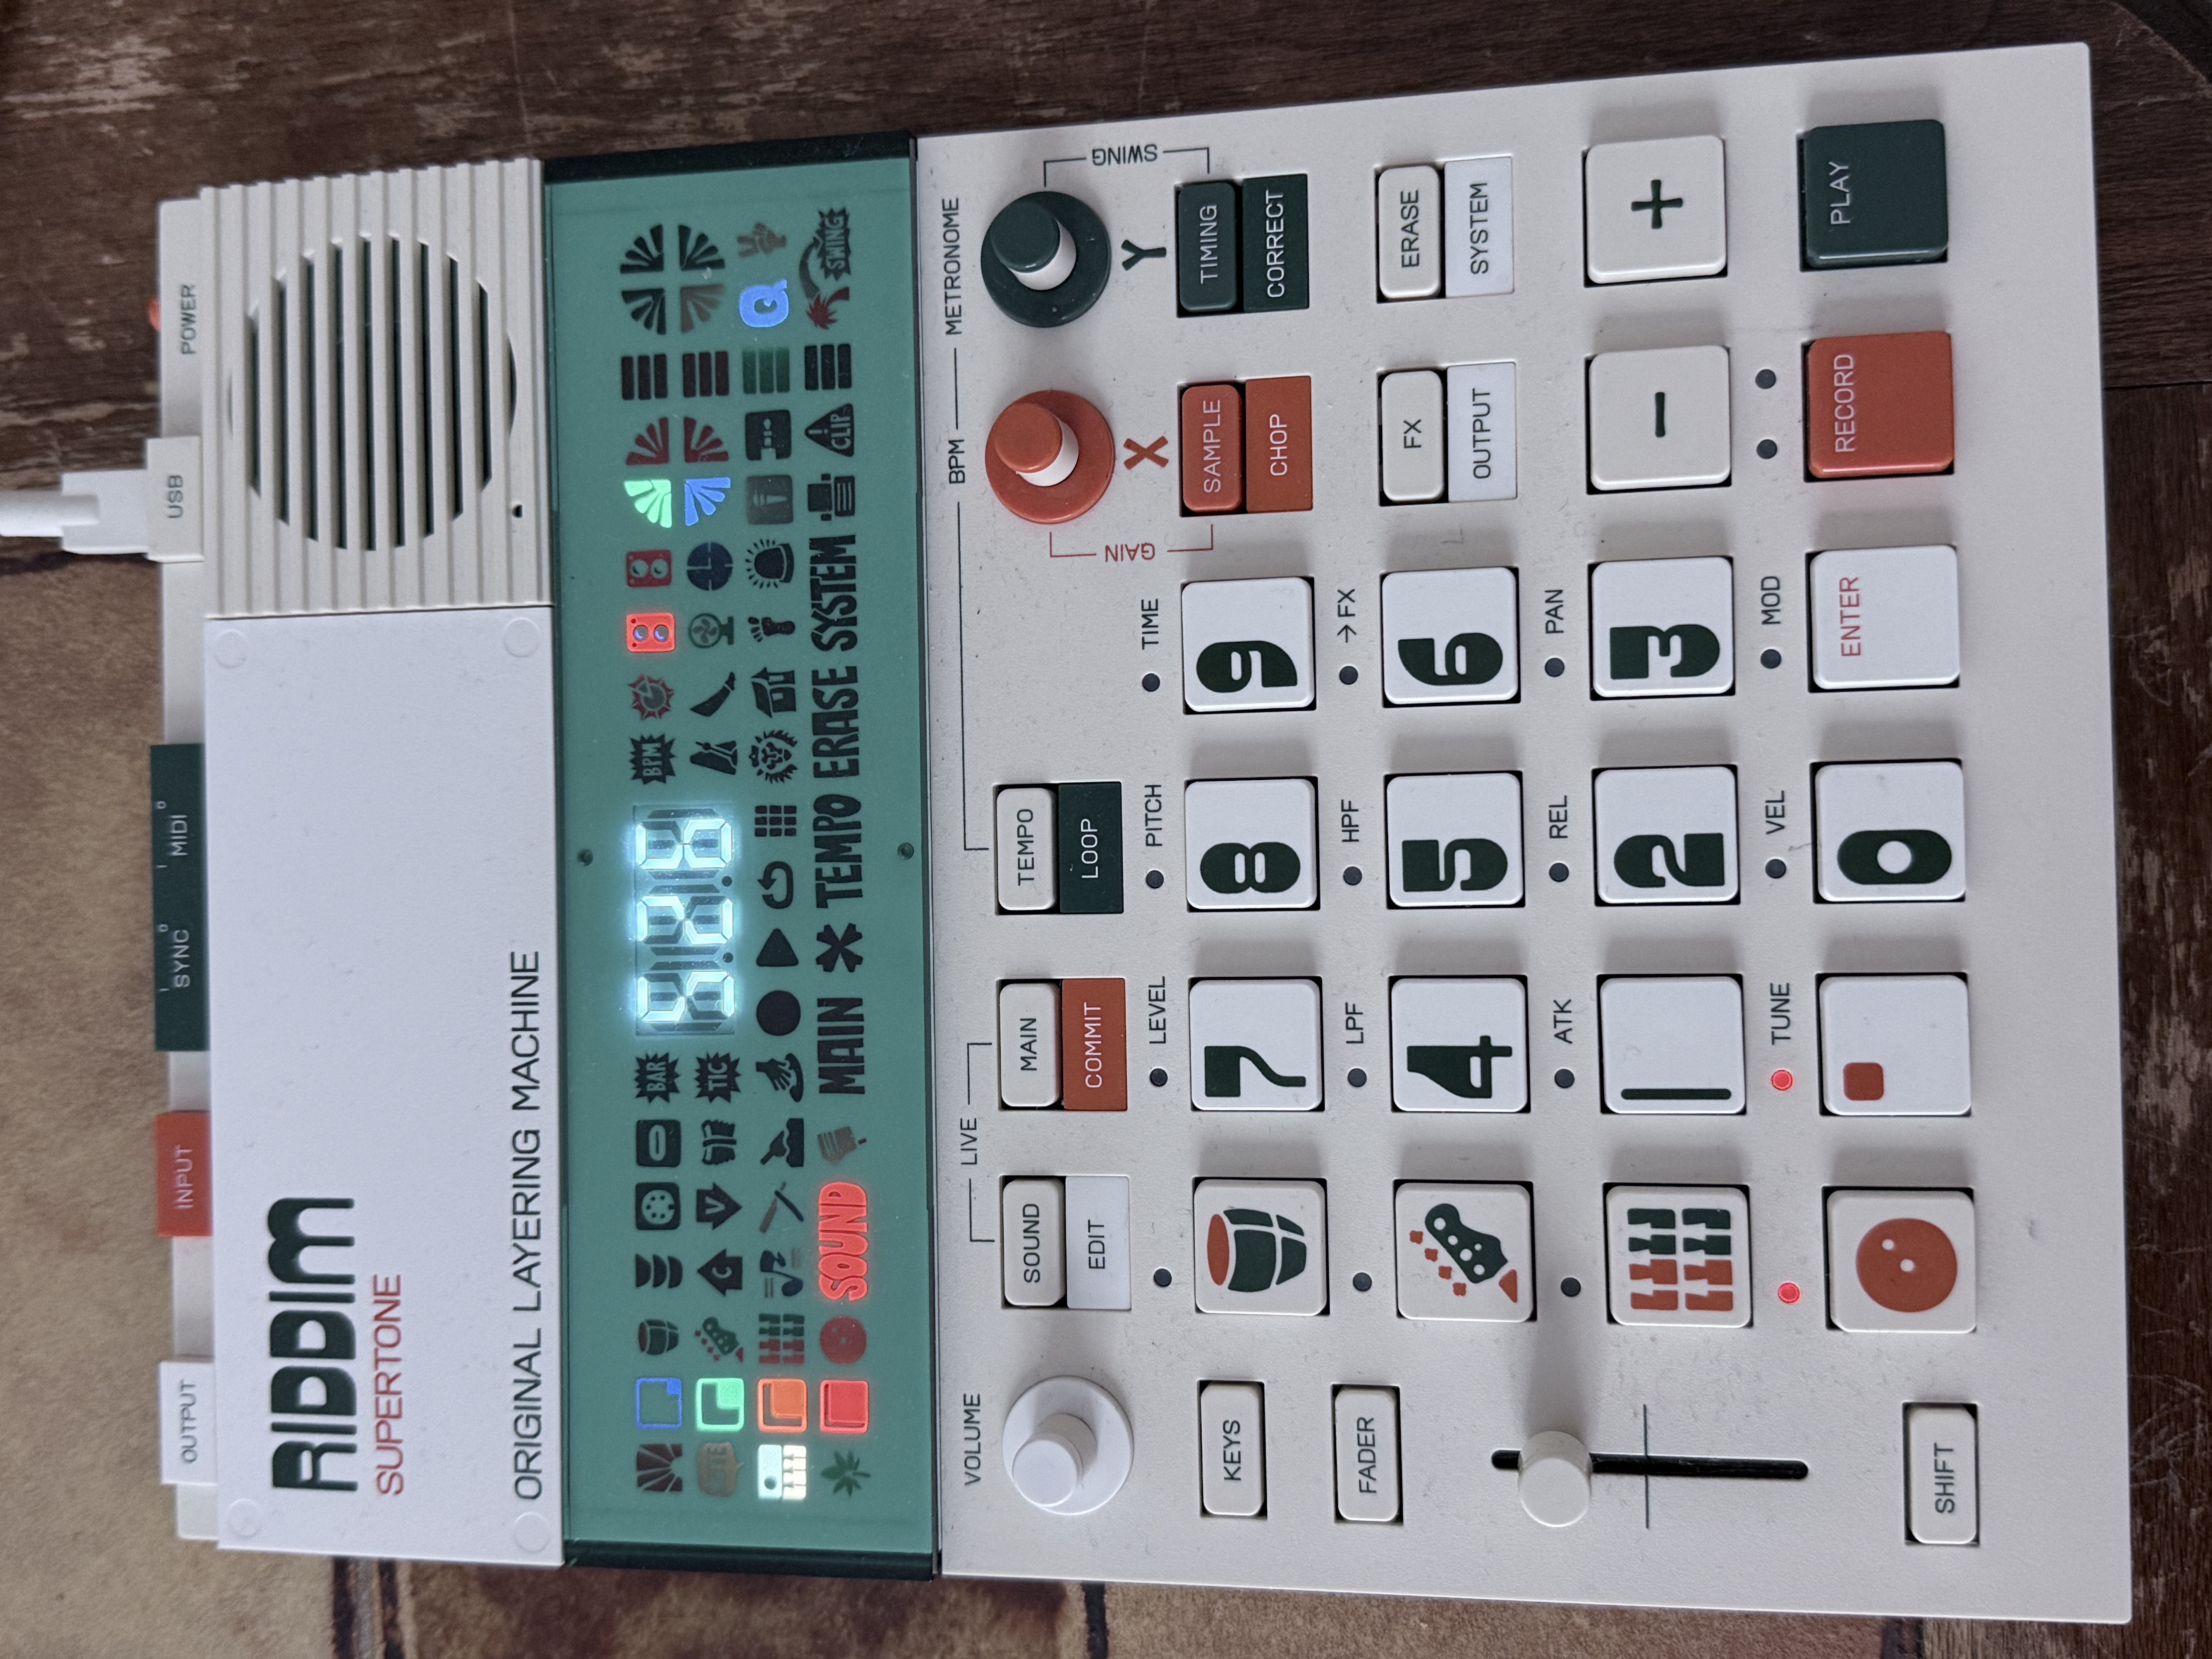 OUTPUT INPUT SYNC MIDI USB POWER
I O I O
RIDDIM
SUPERTONE
ORIGINAL LAYERING MACHINE
BAR BPM
C V TIC
Q
SOUND MAIN * TEMPO ERASE SYSTEM CLIP SWING
VOLUME LIVE BPM METRONOME
MAIN TEMPO
SOUND COMMIT LOOP X Y
EDIT GAIN SWING
LEVEL PITCH TIME
SAMPLE TIMING
CHOP CORRECT
KEYS 7 8 9
LPF HPF →FX
FX ERASE
OUTPUT SYSTEM
FADER 4 5 6
ATK REL PAN
1 2 3 - +
TUNE VEL MOD
SHIFT . 0 ENTER RECORD PLAY